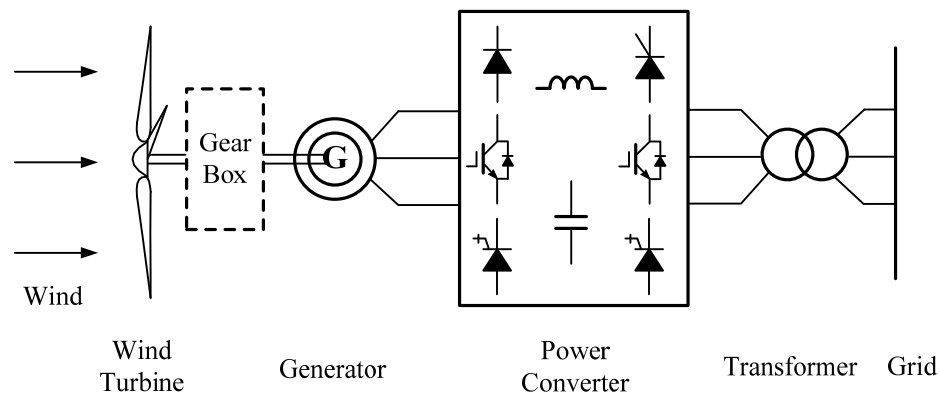 Gear
Box
G
Wind
Wind
Turbine
Generator
Power
Converter
Transformer
Grid